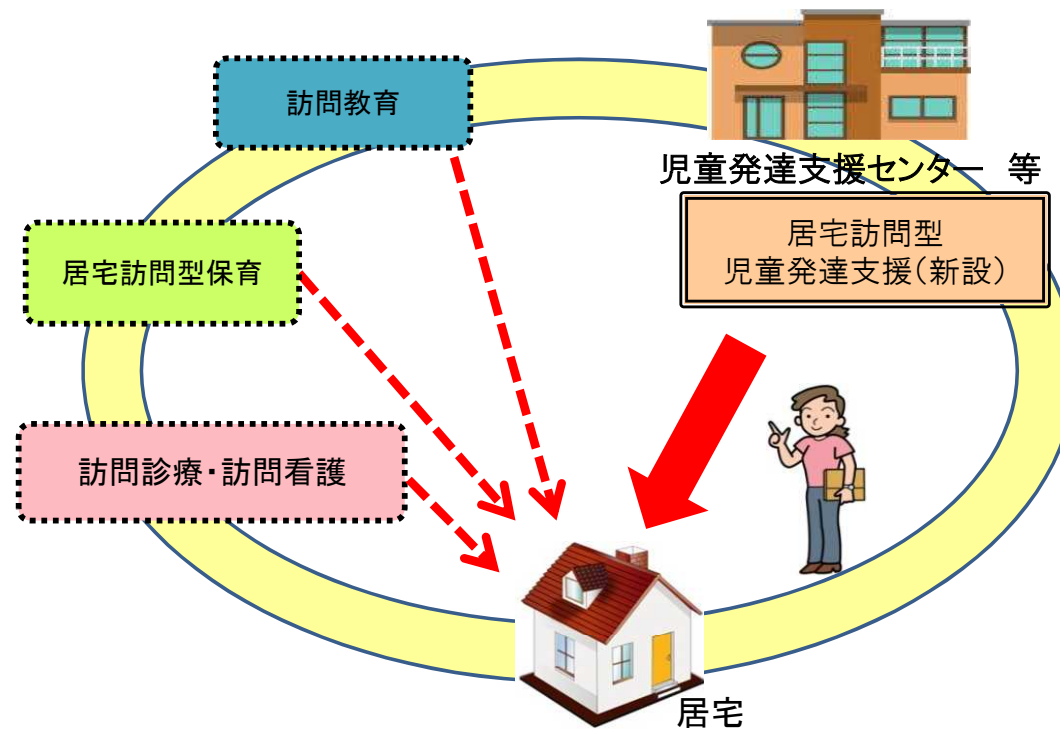 訪問教育
児童発達支援センター 等
居宅訪問型
児童発達支援(新設)
居宅訪問型保育
訪問診療・訪問看護
居宅